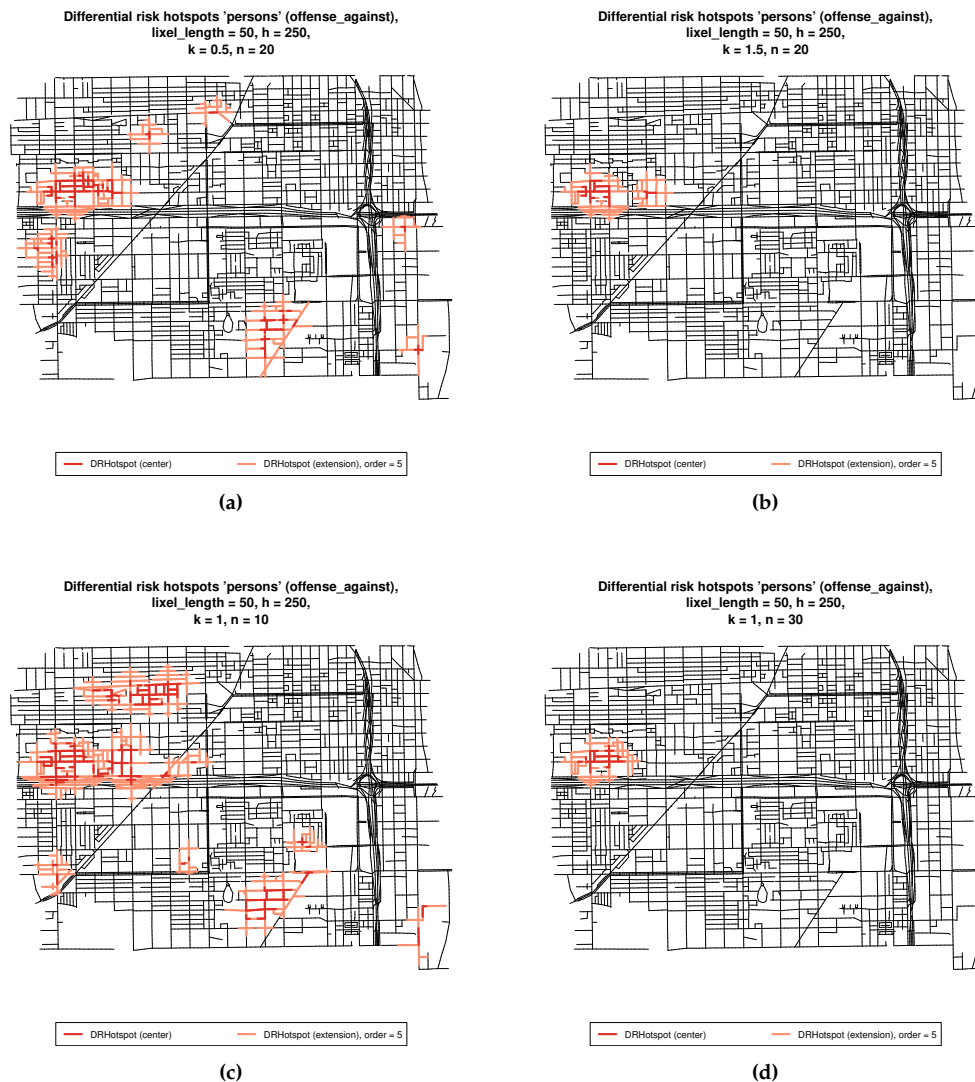 Differential risk hotspots 'persons' (offense_against),
lixel_length = 50, h = 250,
k = 0.5, n = 20
DRHotspot (center) DRHotspot (extension), order = 5
(a)
Differential risk hotspots 'persons' (offense_against),
lixel_length = 50, h = 250,
k = 1.5, n = 20
DRHotspot (center) DRHotspot (extension), order = 5
(b)
Differential risk hotspots 'persons' (offense_against),
lixel_length = 50, h = 250,
k = 1, n = 10
DRHotspot (center) DRHotspot (extension), order = 5
(c)
Differential risk hotspots 'persons' (offense_against),
lixel_length = 50, h = 250,
k = 1, n = 30
DRHotspot (center) DRHotspot (extension), order = 5
(d)